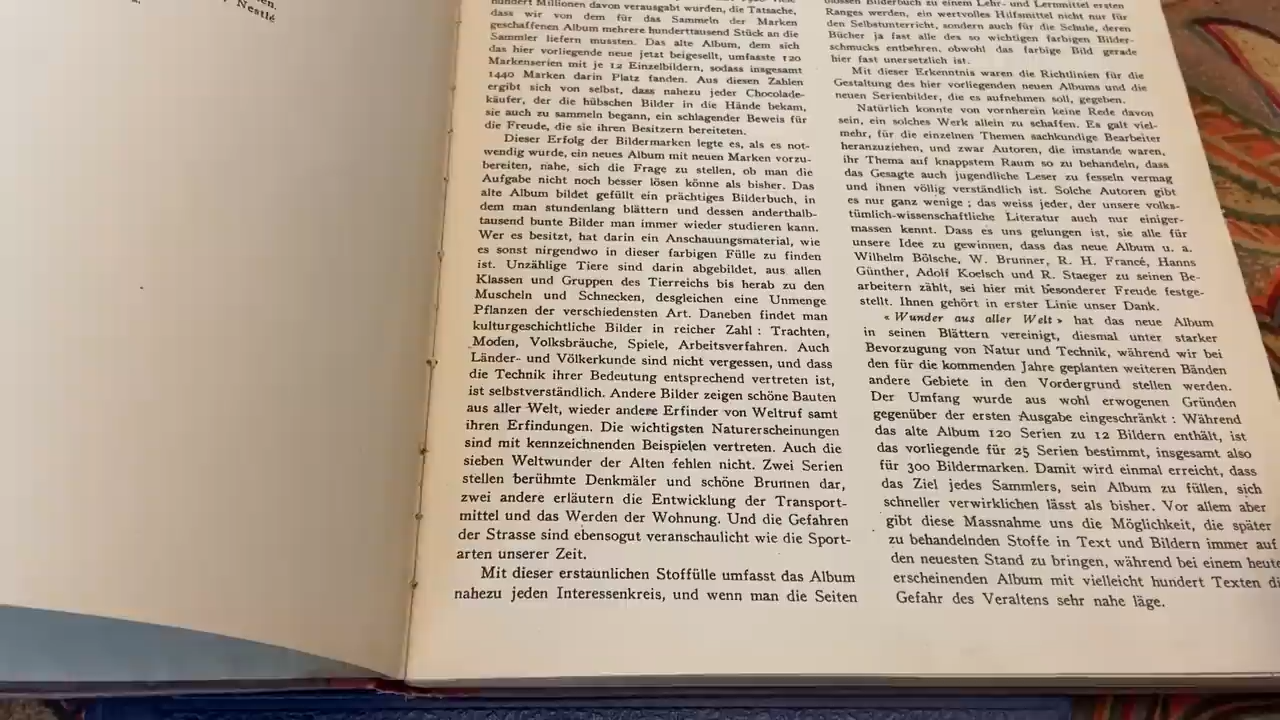 Nestlé
hundert Millionen davon verausgabt wurden, die Tatsache,
dass wir von dem für das Sammeln der Marken
geschaffenen Album mehrere hunderttausend Stück an die
Sammler liefern mussten. Das alte Album, dem sich
das hier vorliegende neue jetzt beigesellt, umfasste 120
Markenserien mit je 12 Einzelbildern, sodass insgesamt
1440 Marken darin Platz fanden. Aus diesen Zahlen
ergibt sich von selbst, dass nahezu jeder Chocolade-
käufer, der die hübschen Bilder in die Hände bekam,
sie auch zu sammeln begann, ein schlagender Beweis für
die Freude, die sie ihren Besitzern bereiteten.
Dieser Erfolg der Bildermarken legte es, als es not-
wendig wurde, ein neues Album mit neuen Marken vorzu-
bereiten, nahe, sich die Frage zu stellen, ob man die
Aufgabe nicht noch besser lösen könne als bisher. Das
alte Album bildet gefüllt ein prächtiges Bilderbuch, in
dem man stundenlang blättern und dessen anderthalb-
tausend bunte Bilder man immer wieder studieren kann.
Wer es besitzt, hat darin ein Anschauungsmaterial, wie
es sonst nirgendwo in dieser farbigen Fülle zu finden
ist. Unzählige Tiere sind darin abgebildet, aus allen
Klassen und Gruppen des Tierreichs bis herab zu den
Muscheln und Schnecken, desgleichen eine Unmenge
Pflanzen der verschiedensten Art. Daneben findet man
kulturgeschichtliche Bilder in reicher Zahl : Trachten,
Moden, Volksbräuche, Spiele, Arbeitsverfahren. Auch
Länder- und Völkerkunde sind nicht vergessen, und dass
die Technik ihrer Bedeutung entsprechend vertreten ist,
ist selbstverständlich. Andere Bilder zeigen schöne Bauten
aus aller Welt, wieder andere Erfinder von Weltruf samt
ihren Erfindungen. Die wichtigsten Naturerscheinungen
sind mit kennzeichnenden Beispielen vertreten. Auch die
sieben Weltwunder der Alten fehlen nicht. Zwei Serien
stellen berühmte Denkmäler und schöne Brunnen dar,
zwei andere erläutern die Entwicklung der Transport-
mittel und das Werden der Wohnung. Und die Gefahren
der Strasse sind ebensogut veranschaulicht wie die Sport-
arten unserer Zeit.
Mit dieser erstaunlichen Stoffülle umfasst das Album
nahezu jeden Interessenkreis, und wenn man die Seiten
blossen Bilderbuch zu einem Lehr- und Lernmittel ersten
Ranges werden, ein wertvolles Hilfsmittel nicht nur für
den Selbstunterricht, sondern auch für die Schule, deren
Bücher ja fast alle des so wichtigen farbigen Bilder-
schmucks entbehren, obwohl das farbige Bild gerade
hier fast unersetzlich ist.
Mit dieser Erkenntnis waren die Richtlinien für die
Gestaltung des hier vorliegenden neuen Albums und die
neuen Serienbilder, die es aufnehmen soll, gegeben.
Natürlich konnte von vornherein keine Rede davon
sein, ein solches Werk allein zu schaffen. Es galt viel-
mehr, für die einzelnen Themen sachkundige Bearbeiter
heranzuziehen, und zwar Autoren, die imstande waren,
ihr Thema auf knappstem Raum so zu behandeln, dass
das Gesagte auch jugendliche Leser zu fesseln vermag
und ihnen völlig verständlich ist. Solche Autoren gibt
es nur ganz wenige ; das weiss jeder, der unsere volks-
tümlich-wissenschaftliche Literatur auch nur einiger-
massen kennt. Dass es uns gelungen ist, sie alle für
unsere Idee zu gewinnen, dass das neue Album u. a.
Wilhelm Bölsche, W. Brunner, R. H. Francé, Hanns
Günther, Adolf Koelsch und R. Staeger zu seinen Be-
arbeitern zählt, sei hier mit besonderer Freude festge-
stellt. Ihnen gehört in erster Linie unser Dank.
« Wunder aus aller Welt » hat das neue Album
in seinen Blättern vereinigt, diesmal unter starker
Bevorzugung von Natur und Technik, während wir bei
den für die kommenden Jahre geplanten weiteren Bänden
andere Gebiete in den Vordergrund stellen werden.
Der Umfang wurde aus wohl erwogenen Gründen
gegenüber der ersten Ausgabe eingeschränkt : Während
das alte Album 120 Serien zu 12 Bildern enthält, ist
das vorliegende für 25 Serien bestimmt, insgesamt also
für 300 Bildermarken. Damit wird einmal erreicht, dass
das Ziel jedes Sammlers, sein Album zu füllen, sich
schneller verwirklichen lässt als bisher. Vor allem aber
gibt diese Massnahme uns die Möglichkeit, die später
zu behandelnden Stoffe in Text und Bildern immer auf
den neuesten Stand zu bringen, während bei einem heute
erscheinenden Album mit vielleicht hundert Texten di
Gefahr des Veraltens sehr nahe läge.